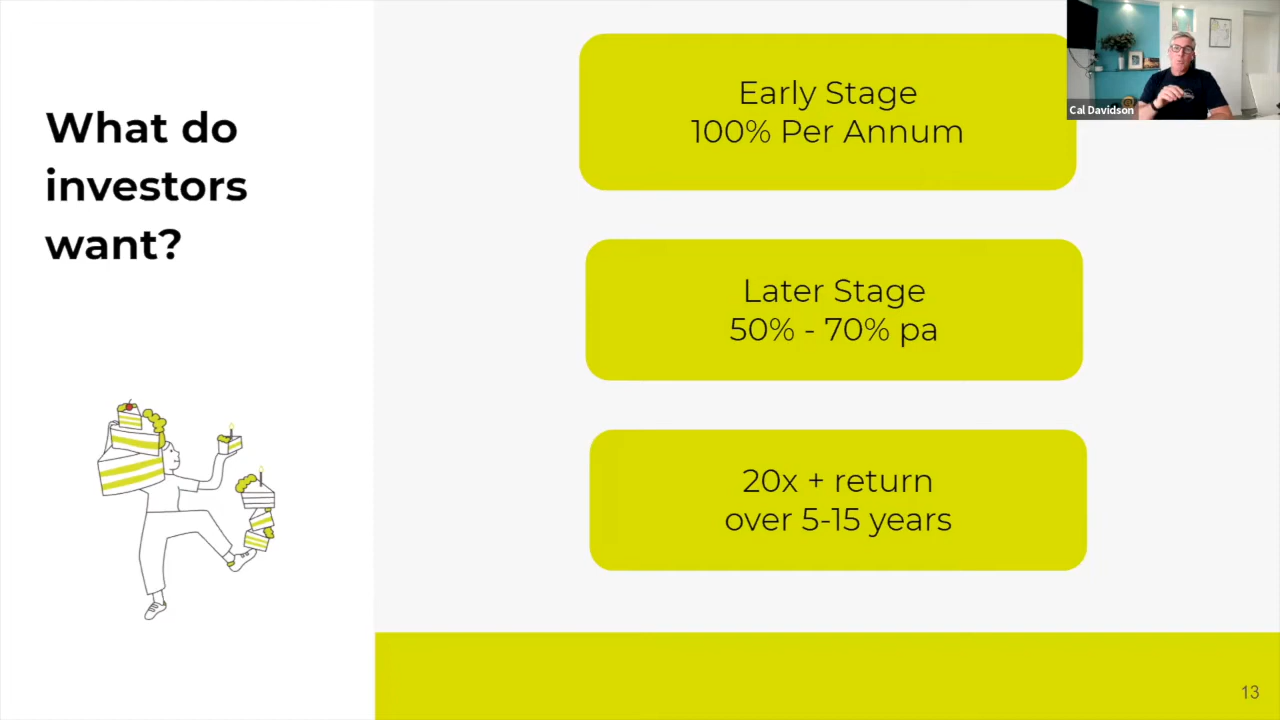 What do
investors
want?
Early Stage
100% Per Annum
Later Stage
50% - 70% pa
20x + return
over 5-15 years
Cal Davidson
13